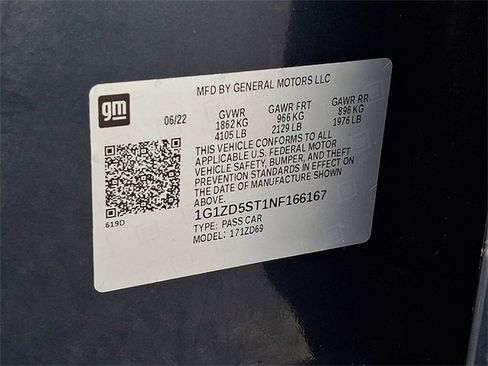 MFD BY GENERAL MOTORS LLC
gm
06/22 GVWR GAWR FRT GAWR RR
1862 KG 966 KG 896 KG
4105 LB 2129 LB 1976 LB
THIS VEHICLE CONFORMS TO ALL
APPLICABLE U.S. FEDERAL MOTOR
VEHICLE SAFETY, BUMPER, AND THEFT
PREVENTION STANDARDS IN EFFECT ON
THE DATE OF MANUFACTURE SHOWN
ABOVE.
1G1ZD5ST1NF166167
619D
TYPE: PASS CAR
MODEL: 171ZD69